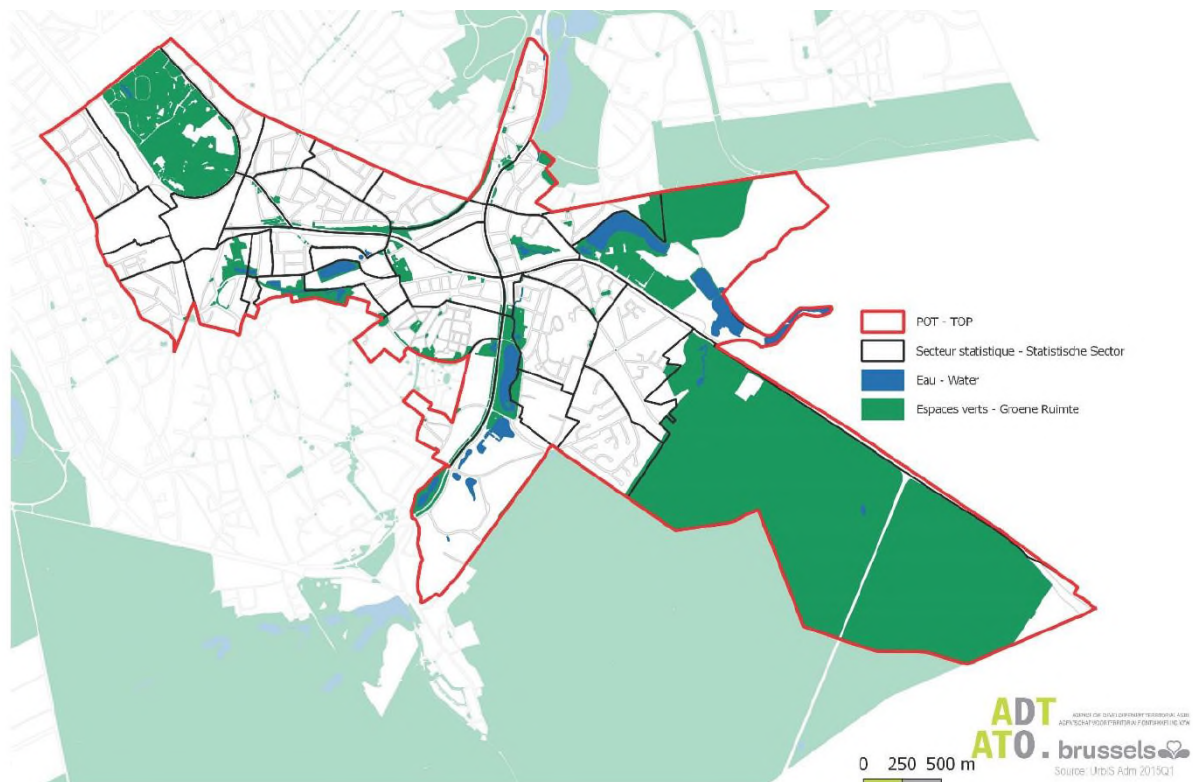 POT - TOP
Secteur statistique - Statistische Sector
Eau - Water
Espaces verts - Groene Ruimte
ADT
ATO. brussels
0 250 500 m
Source: UrbIS Adm 2015Q1